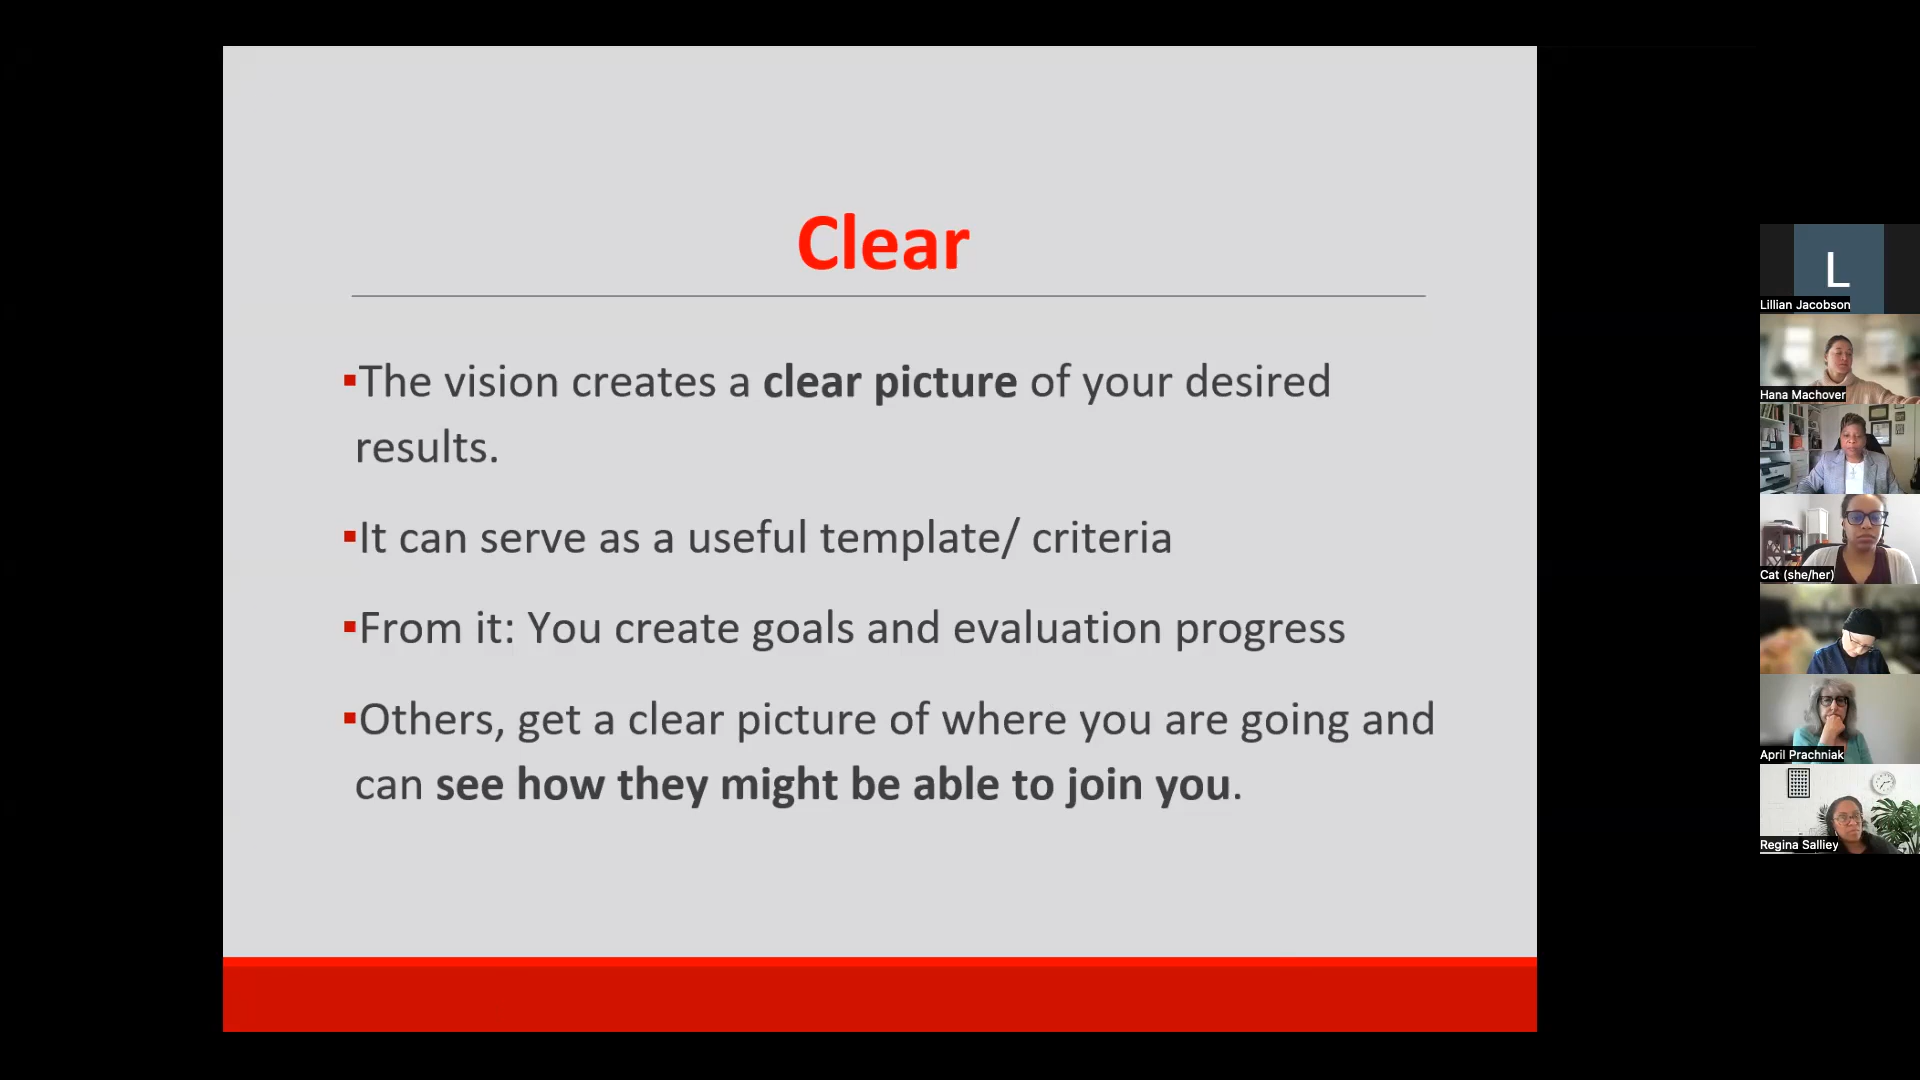 Clear
▪The vision creates a clear picture of your desired
results.
▪It can serve as a useful template/ criteria
▪From it: You create goals and evaluation progress
▪Others, get a clear picture of where you are going and
can see how they might be able to join you.
L
Lillian Jacobson
Hana Machover
Cat (she/her)
April Prachniak
Regina Salliey